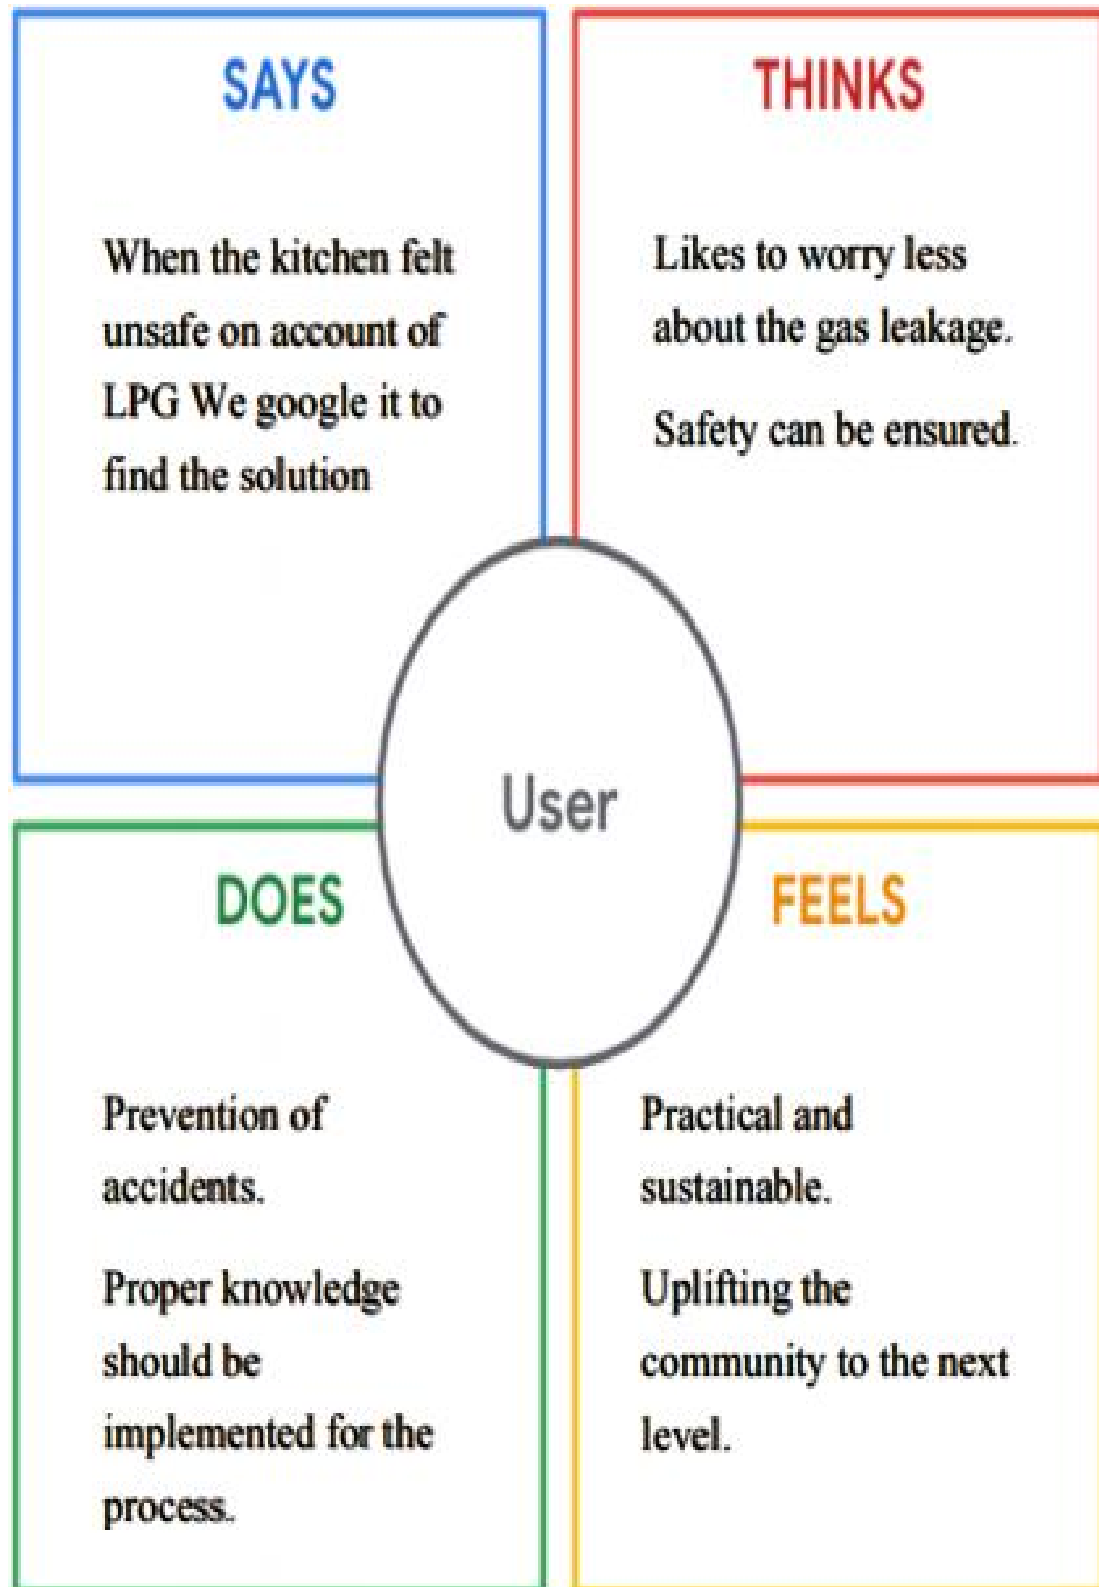 SAYS
When the kitchen felt
unsafe on account of
LPG We google it to
find the solution
THINKS
Likes to worry less
about the gas leakage.
Safety can be ensured.
User
DOES
Prevention of
accidents.
Proper knowledge
should be
implemented for the
process.
FEELS
Practical and
sustainable.
Uplifting the
community to the next
level.